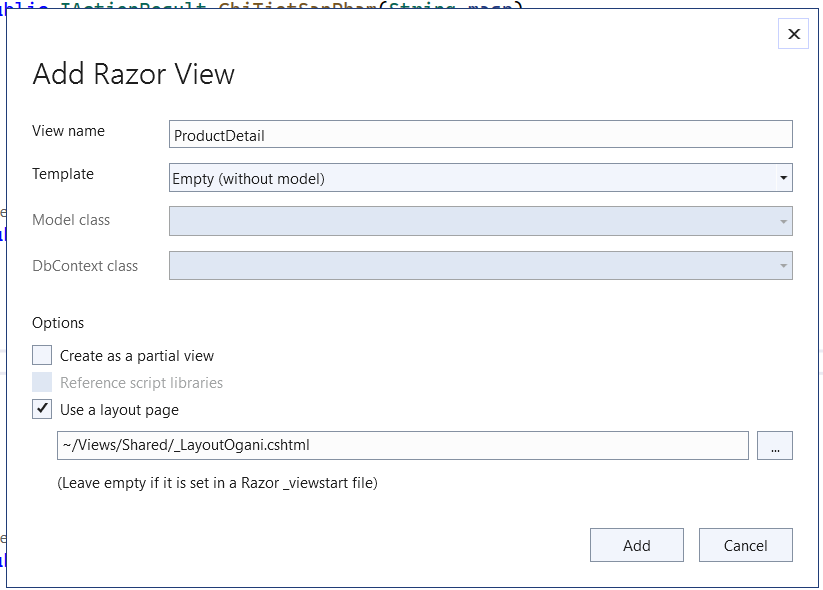 public IActionResult ChiTietSanPham(String masp)
Add Razor View
View name
ProductDetail
Template
Empty (without model)
Model class
DbContext class
Options
Create as a partial view
Reference script libraries
Use a layout page
~/Views/Shared/_LayoutOgani.cshtml
...
(Leave empty if it is set in a Razor _viewstart file)
Add
Cancel